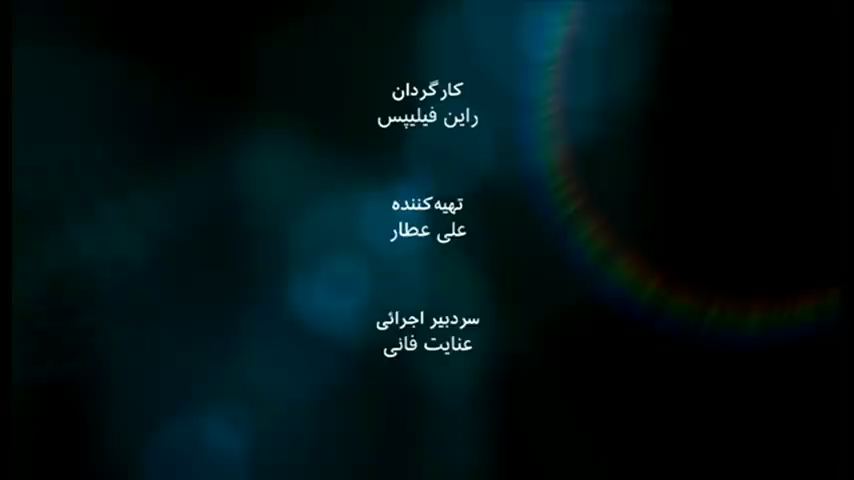 کارگردان
راین فیلیپس
تهیه‌کننده
علی عطار
سردبیر اجرائی
عنایت فانی